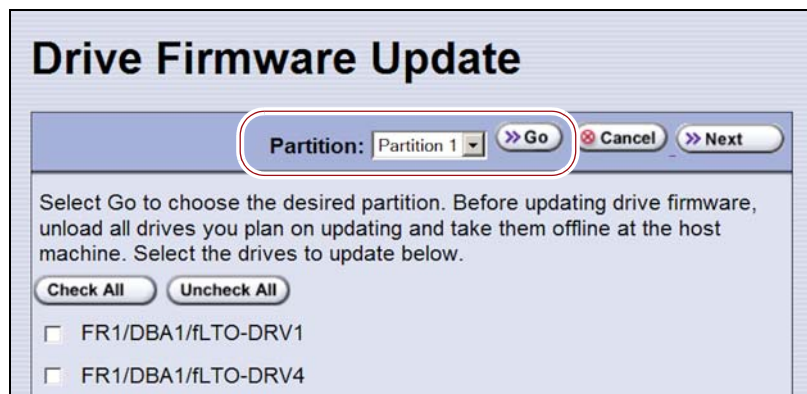 Drive Firmware Update
Partition: Partition 1 Go Cancel Next
Select Go to choose the desired partition. Before updating drive firmware,
unload all drives you plan on updating and take them offline at the host
machine. Select the drives to update below.
Check All Uncheck All
FR1/DBA1/fLTO-DRV1
FR1/DBA1/fLTO-DRV4